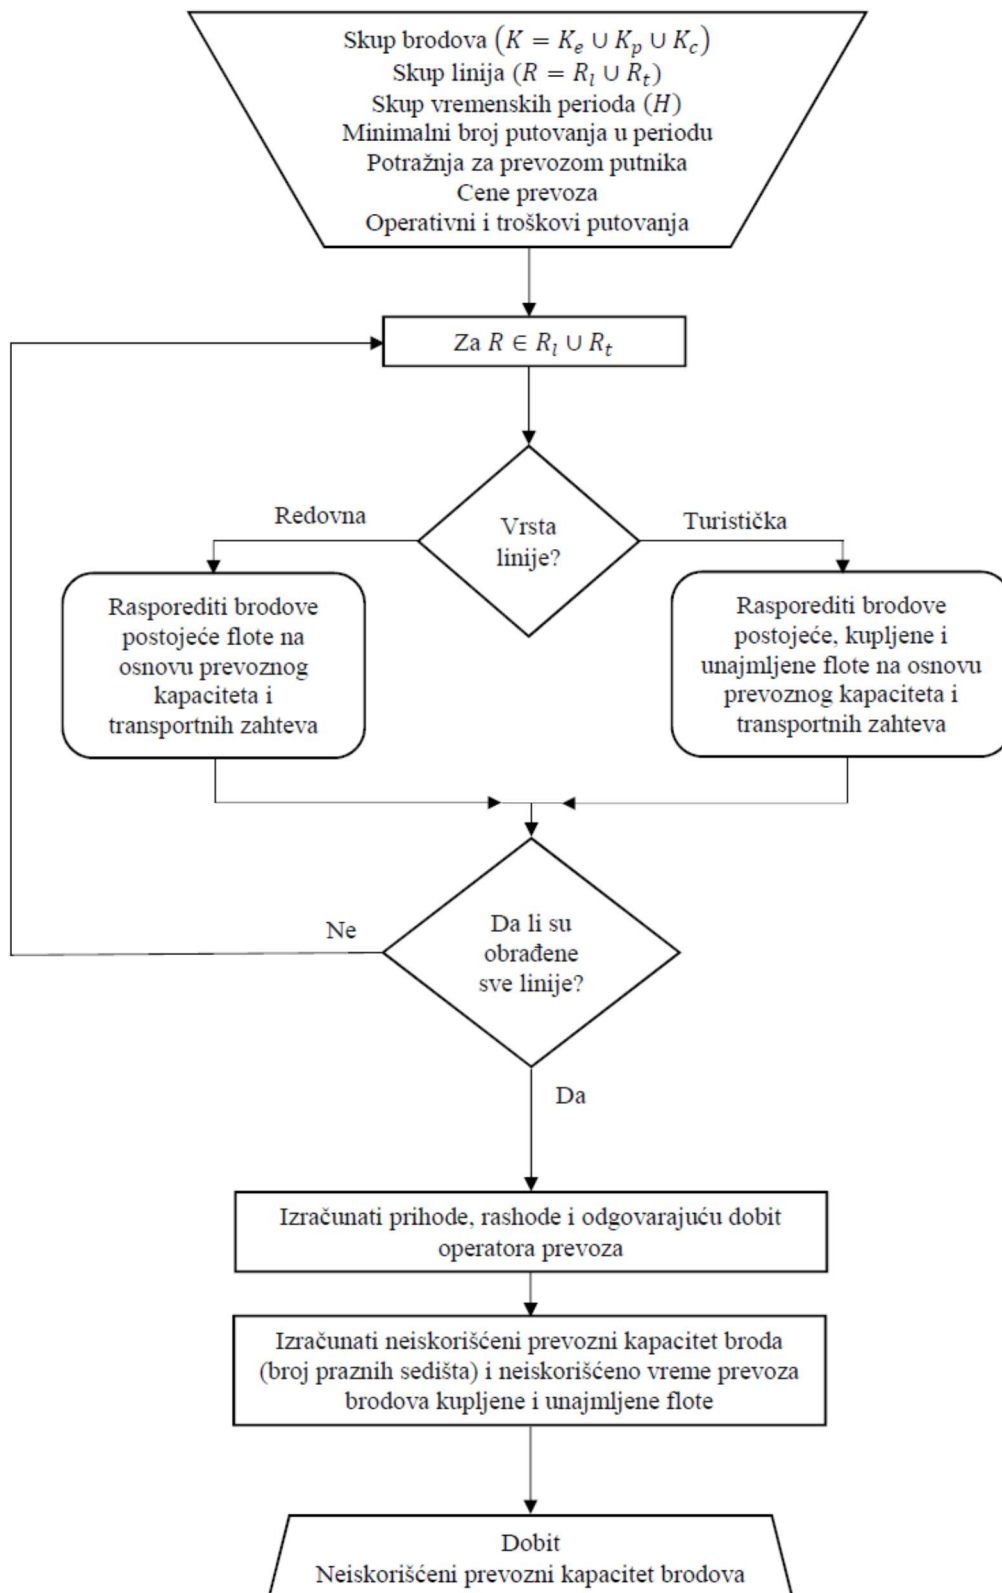 Skup brodova (K = Kₑ ∪ Kₚ ∪ K_c)
Skup linija (R = R_l ∪ R_t)
Skup vremenskih perioda (H)
Minimalni broj putovanja u periodu
Potražnja za prevozom putnika
Cene prevoza
Operativni i troškovi putovanja
Za R ∈ R_l ∪ R_t
Vrsta
linije?
Redovna
Turistička
Rasporediti brodove
postojeće flote na
osnovu prevoznog
kapaciteta i
transportnih zahteva
Rasporediti brodove
postojeće, kupljene i
unajmljene flote na osnovu
prevoznog kapaciteta i
transportnih zahteva
Da li su
obrađene
sve linije?
Ne
Da
Izračunati prihode, rashode i odgovarajuću dobit
operatora prevoza
Izračunati neiskorišćeni prevozni kapacitet broda
(broj praznih sedišta) i neiskorišćeno vreme prevoza
brodova kupljene i unajmljene flote
Dobit
Neiskorišćeni prevozni kapacitet brodova